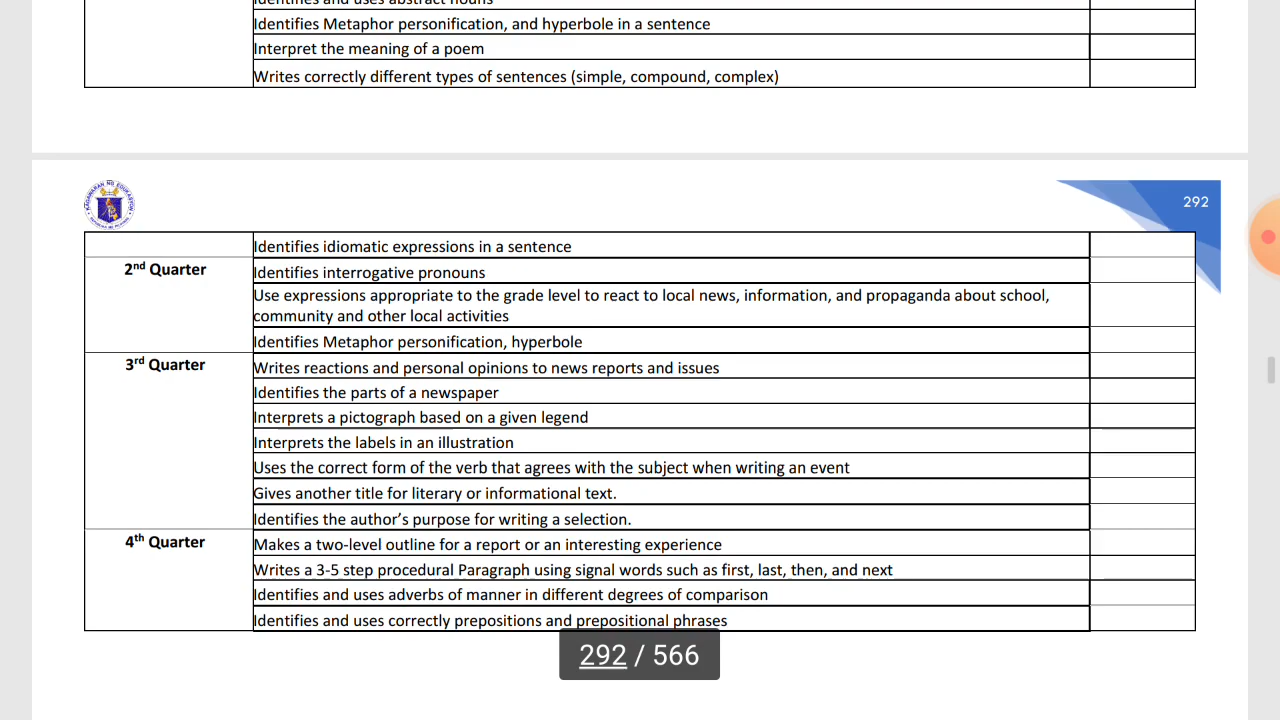 Identifies and uses abstract nouns
Identifies Metaphor personification, and hyperbole in a sentence
Interpret the meaning of a poem
Writes correctly different types of sentences (simple, compound, complex)
KAGAWARAN NG EDUKASYON
292
Identifies idiomatic expressions in a sentence
2nd Quarter
Identifies interrogative pronouns
Use expressions appropriate to the grade level to react to local news, information, and propaganda about school,
community and other local activities
Identifies Metaphor personification, hyperbole
3rd Quarter
Writes reactions and personal opinions to news reports and issues
Identifies the parts of a newspaper
Interprets a pictograph based on a given legend
Interprets the labels in an illustration
Uses the correct form of the verb that agrees with the subject when writing an event
Gives another title for literary or informational text.
Identifies the author's purpose for writing a selection.
4th Quarter
Makes a two-level outline for a report or an interesting experience
Writes a 3-5 step procedural Paragraph using signal words such as first, last, then, and next
Identifies and uses adverbs of manner in different degrees of comparison
Identifies and uses correctly prepositions and prepositional phrases
292 / 566